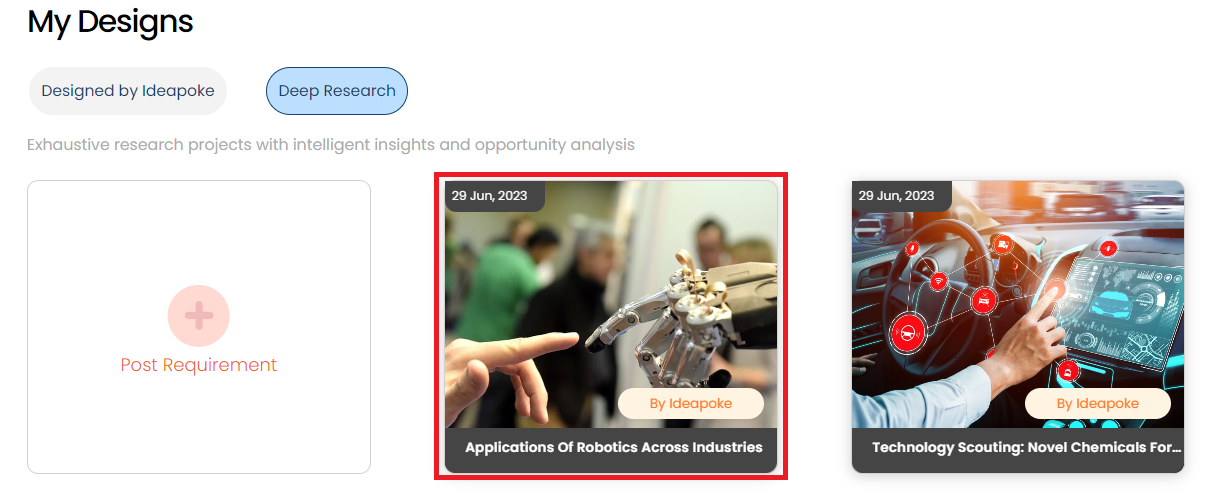 My Designs
Designed by Ideapoke
Deep Research
Exhaustive research projects with intelligent insights and opportunity analysis
Post Requirement
29 Jun, 2023
By Ideapoke
Applications Of Robotics Across Industries
29 Jun, 2023
By Ideapoke
Technology Scouting: Novel Chemicals For...